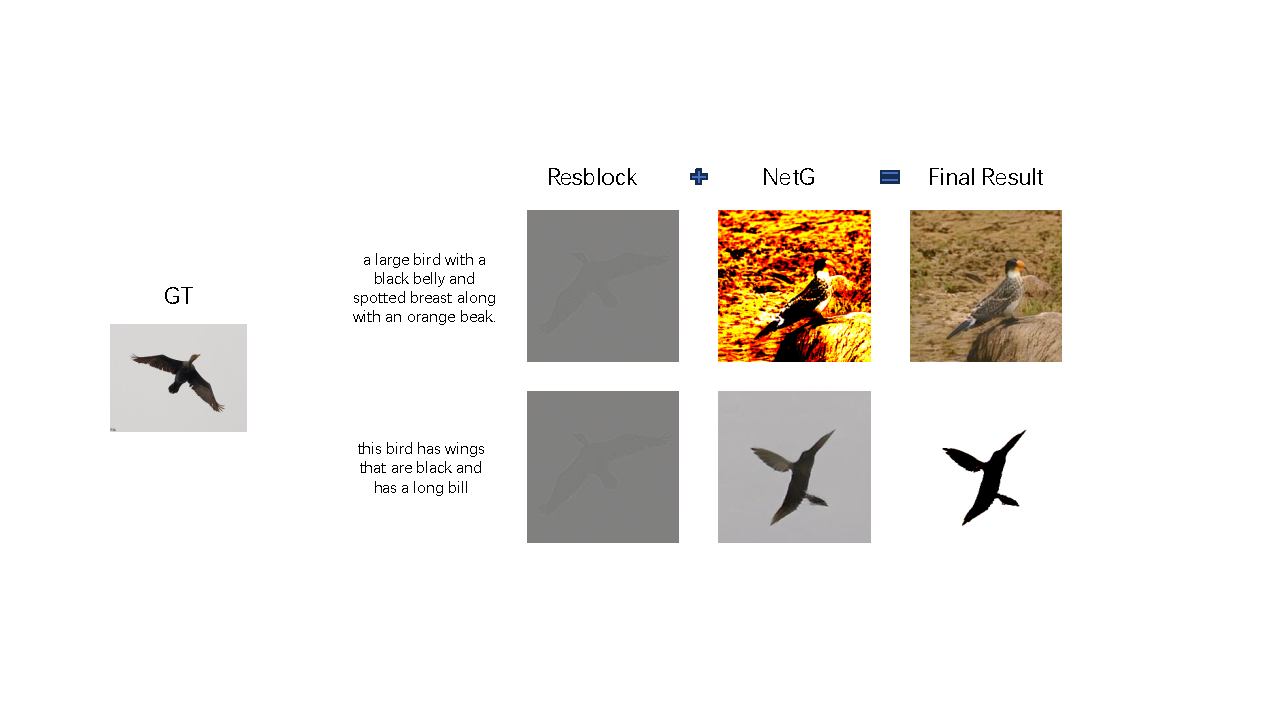 Resblock + NetG = Final Result
GT
a large bird with a
black belly and
spotted breast along
with an orange beak.
this bird has wings
that are black and
has a long bill